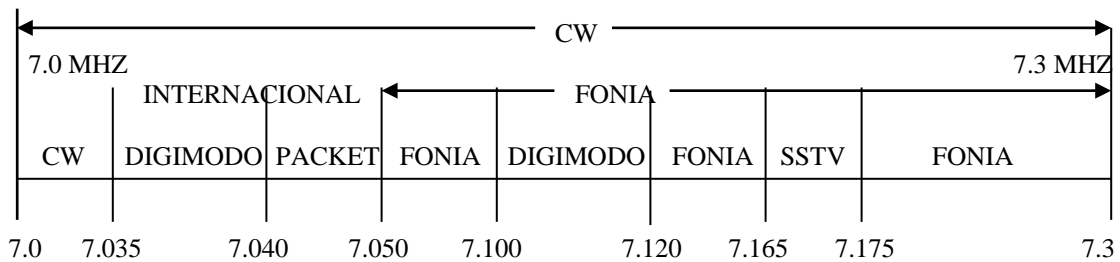 CW
7.0 MHZ 7.3 MHZ
INTERNACIONAL FONIA
CW DIGIMODO PACKET FONIA DIGIMODO FONIA SSTV FONIA
7.0 7.035 7.040 7.050 7.100 7.120 7.165 7.175 7.3